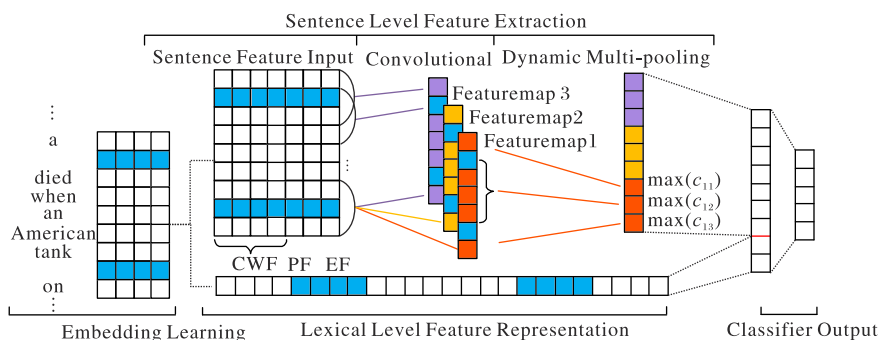 Sentence Level Feature Extraction
Sentence Feature Input
Convolutional
Dynamic Multi-pooling
Featuremap 3
Featuremap2
Featuremap1
...
a
died
when
an
American
tank
on
...
...
max(c₁₁)
max(c₁₂)
max(c₁₃)
CWF PF EF
Embedding Learning
Lexical Level Feature Representation
Classifier Output